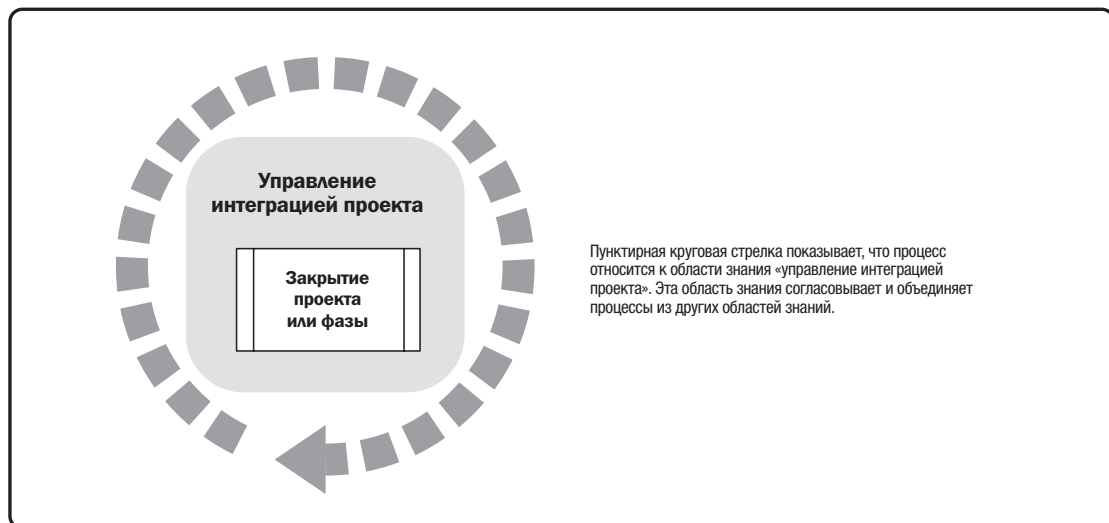 Управление
интеграцией проекта
Закрытие
проекта
или фазы
Пунктирная круговая стрелка показывает, что процесс
относится к области знания «управление интеграцией
проекта». Эта область знания согласовывает и объединяет
процессы из других областей знаний.